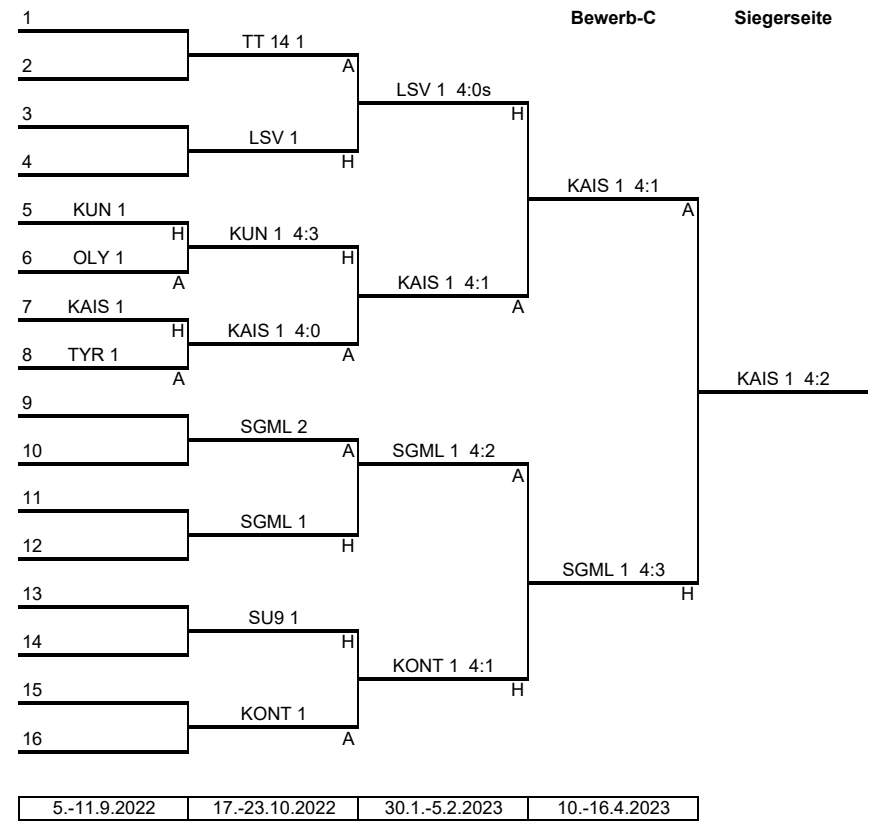 1 Bewerb-C Siegerseite
TT 14 1
2 A
LSV 1 4:0s
3 H
LSV 1
4 H
KAIS 1 4:1
5 KUN 1 A
H KUN 1 4:3
6 OLY 1 H
A KAIS 1 4:1
7 KAIS 1 A
H KAIS 1 4:0
8 TYR 1 A
A KAIS 1 4:2
9
SGML 2
10 A SGML 1 4:2
A
11
SGML 1
12 H
SGML 1 4:3
13 H
SU9 1
14 H
KONT 1 4:1
15 H
KONT 1
16 A
5.-11.9.2022 17.-23.10.2022 30.1.-5.2.2023 10.-16.4.2023